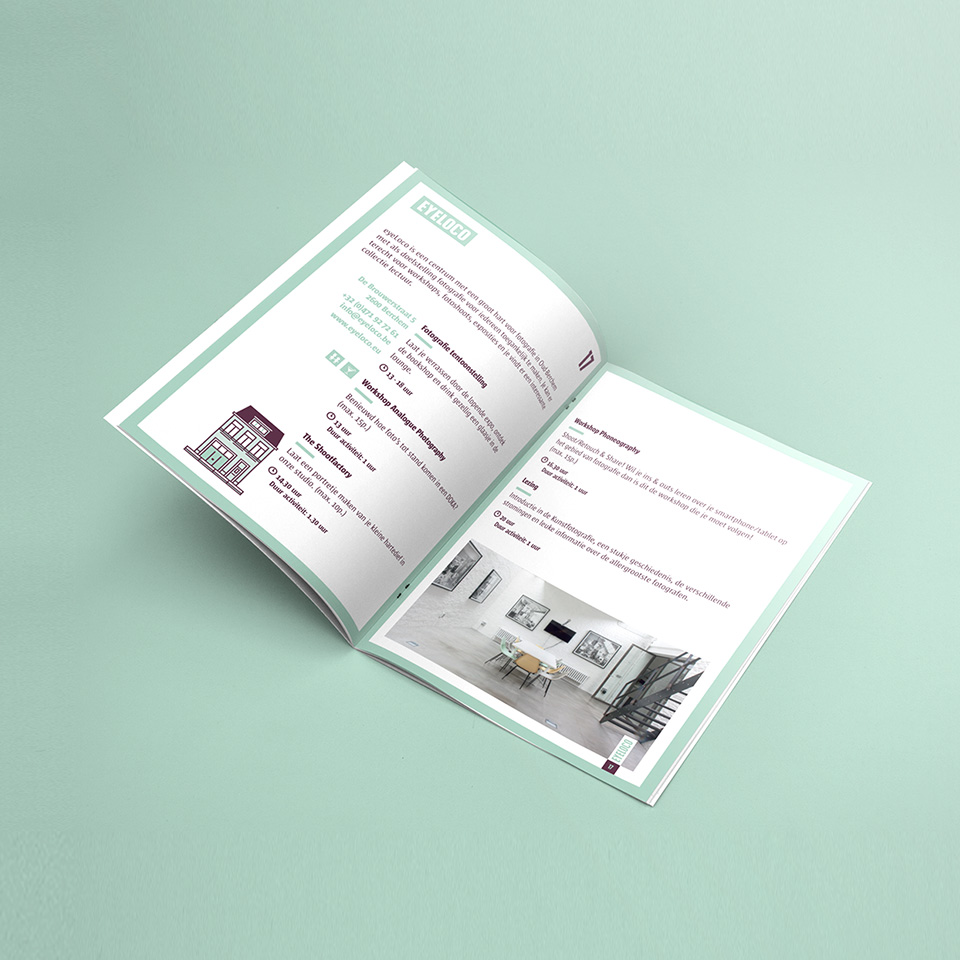 EYELOCO
eyeLoco is een centrum met een groot hart voor fotografie in Oud Berchem
met als doelstelling fotografie voor iedereen toegankelijk te maken. Je kan er
terecht voor workshops, fotoshoots, exposities en je vindt er een interessante
collectie lectuur.
De Brouwerstraat 5
2600 Berchem
+32 (0)871 92 72 61
info@eyeloco.be
www.eyeloco.eu
Fotografie tentoonstelling
Laat je verrassen door de lopende expo, ontdek
de bookshop en drink gezellig een glaasje in de
lounge.
13 - 18 uur
Workshop Analogue Photography
Benieuwd hoe foto's tot stand komen in een DOKA?
(max. 15p.)
13 uur
Duur activiteit: 1 uur
The Shootfactory
Laat een portretje maken van je kleine hartedief in
onze studio. (max. 10p.)
14.30 uur
Duur activiteit: 1.30 uur
17
Workshop Phoneography
Shoot/Retouch & Share! Wil je ins & outs leren over je smartphone/tablet op
het gebied van fotografie dan is dit de workshop die je moet volgen!
(max. 15p.)
16.30 uur
Duur activiteit: 1 uur
Lezing
Introductie in de Kunstfotografie, een stukje geschiedenis, de verschillende
stromingen en leuke informatie over de allergrootste fotografen.
20 uur
Duur activiteit: 1 uur
EYELOCO
17